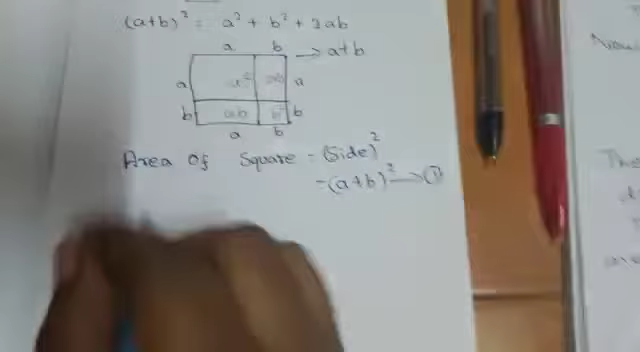 (a+b)² = a² + b² + 2ab
a b → a+b
a a² ab a
b ab b² b
a b
Area of Square = (Side)²
= (a+b)² → ①